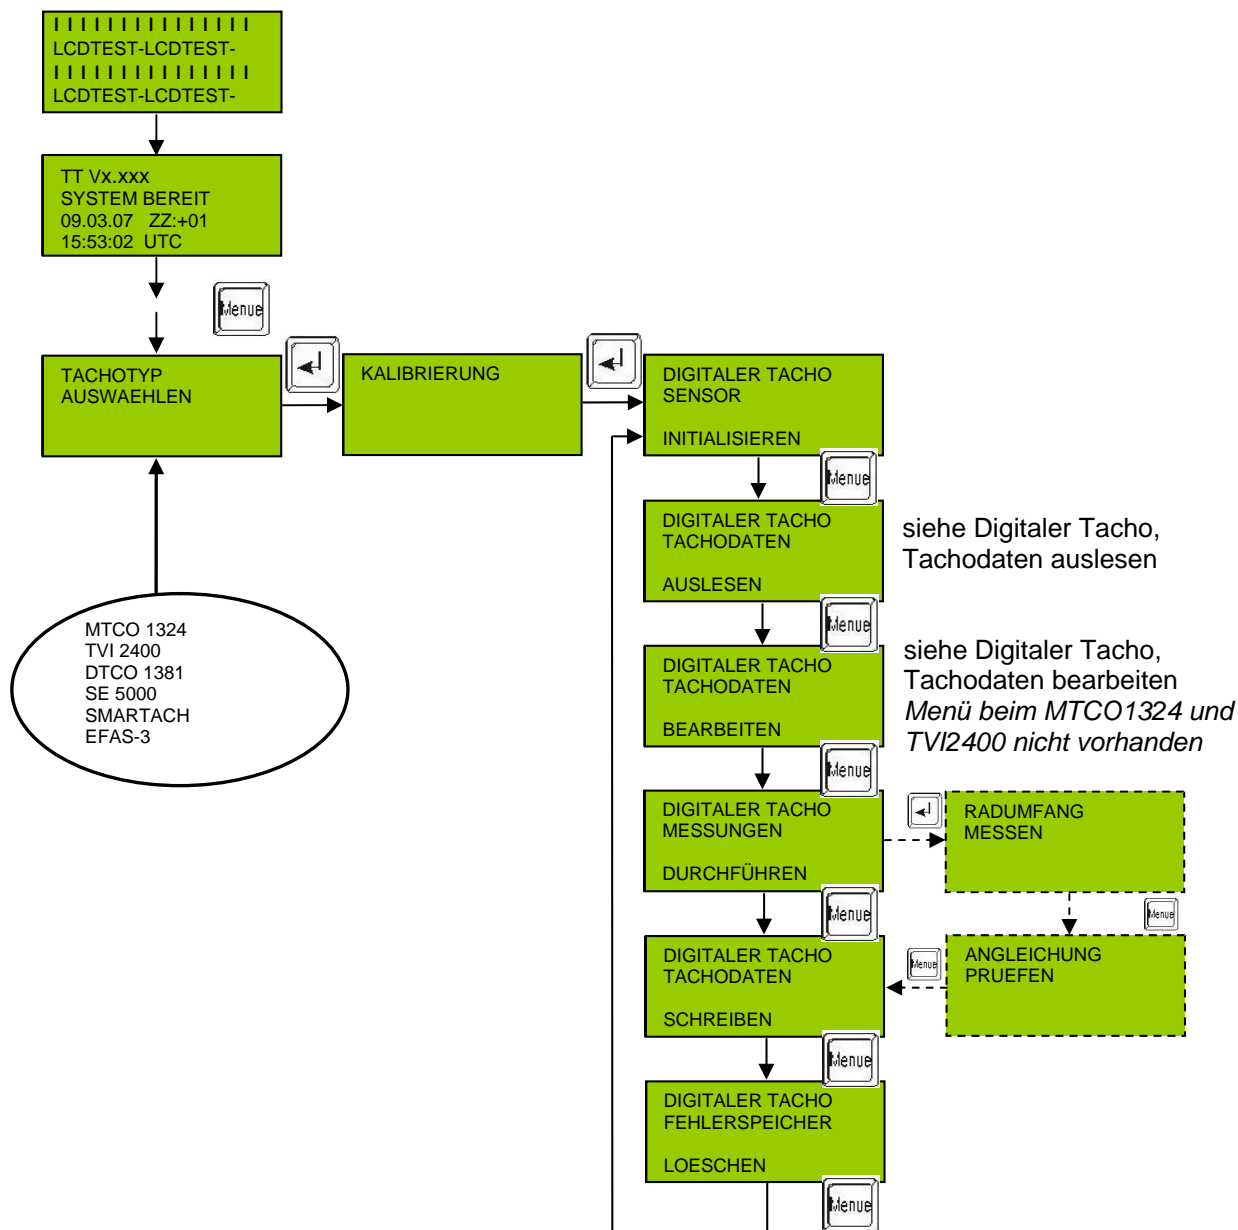 I I I I I I I I I I I I I I I
LCDTEST-LCDTEST-
I I I I I I I I I I I I I I I
LCDTEST-LCDTEST-
TT Vx.xxx
SYSTEM BEREIT
09.03.07 ZZ:+01
15:53:02 UTC
Menue
TACHOTYP
AUSWAEHLEN
KALIBRIERUNG
DIGITALER TACHO
SENSOR
INITIALISIEREN
Menue
DIGITALER TACHO
TACHODATEN
AUSLESEN
siehe Digitaler Tacho,
Tachodaten auslesen
Menue
MTCO 1324
TVI 2400
DTCO 1381
SE 5000
SMARTACH
EFAS-3
DIGITALER TACHO
TACHODATEN
BEARBEITEN
siehe Digitaler Tacho,
Tachodaten bearbeiten
Menü beim MTCO1324 und
TVI2400 nicht vorhanden
Menue
DIGITALER TACHO
MESSUNGEN
DURCHFÜHREN
RADUMFANG
MESSEN
Menue
Menue
DIGITALER TACHO
TACHODATEN
SCHREIBEN
Menue
ANGLEICHUNG
PRUEFEN
Menue
DIGITALER TACHO
FEHLERSPEICHER
LOESCHEN
Menue